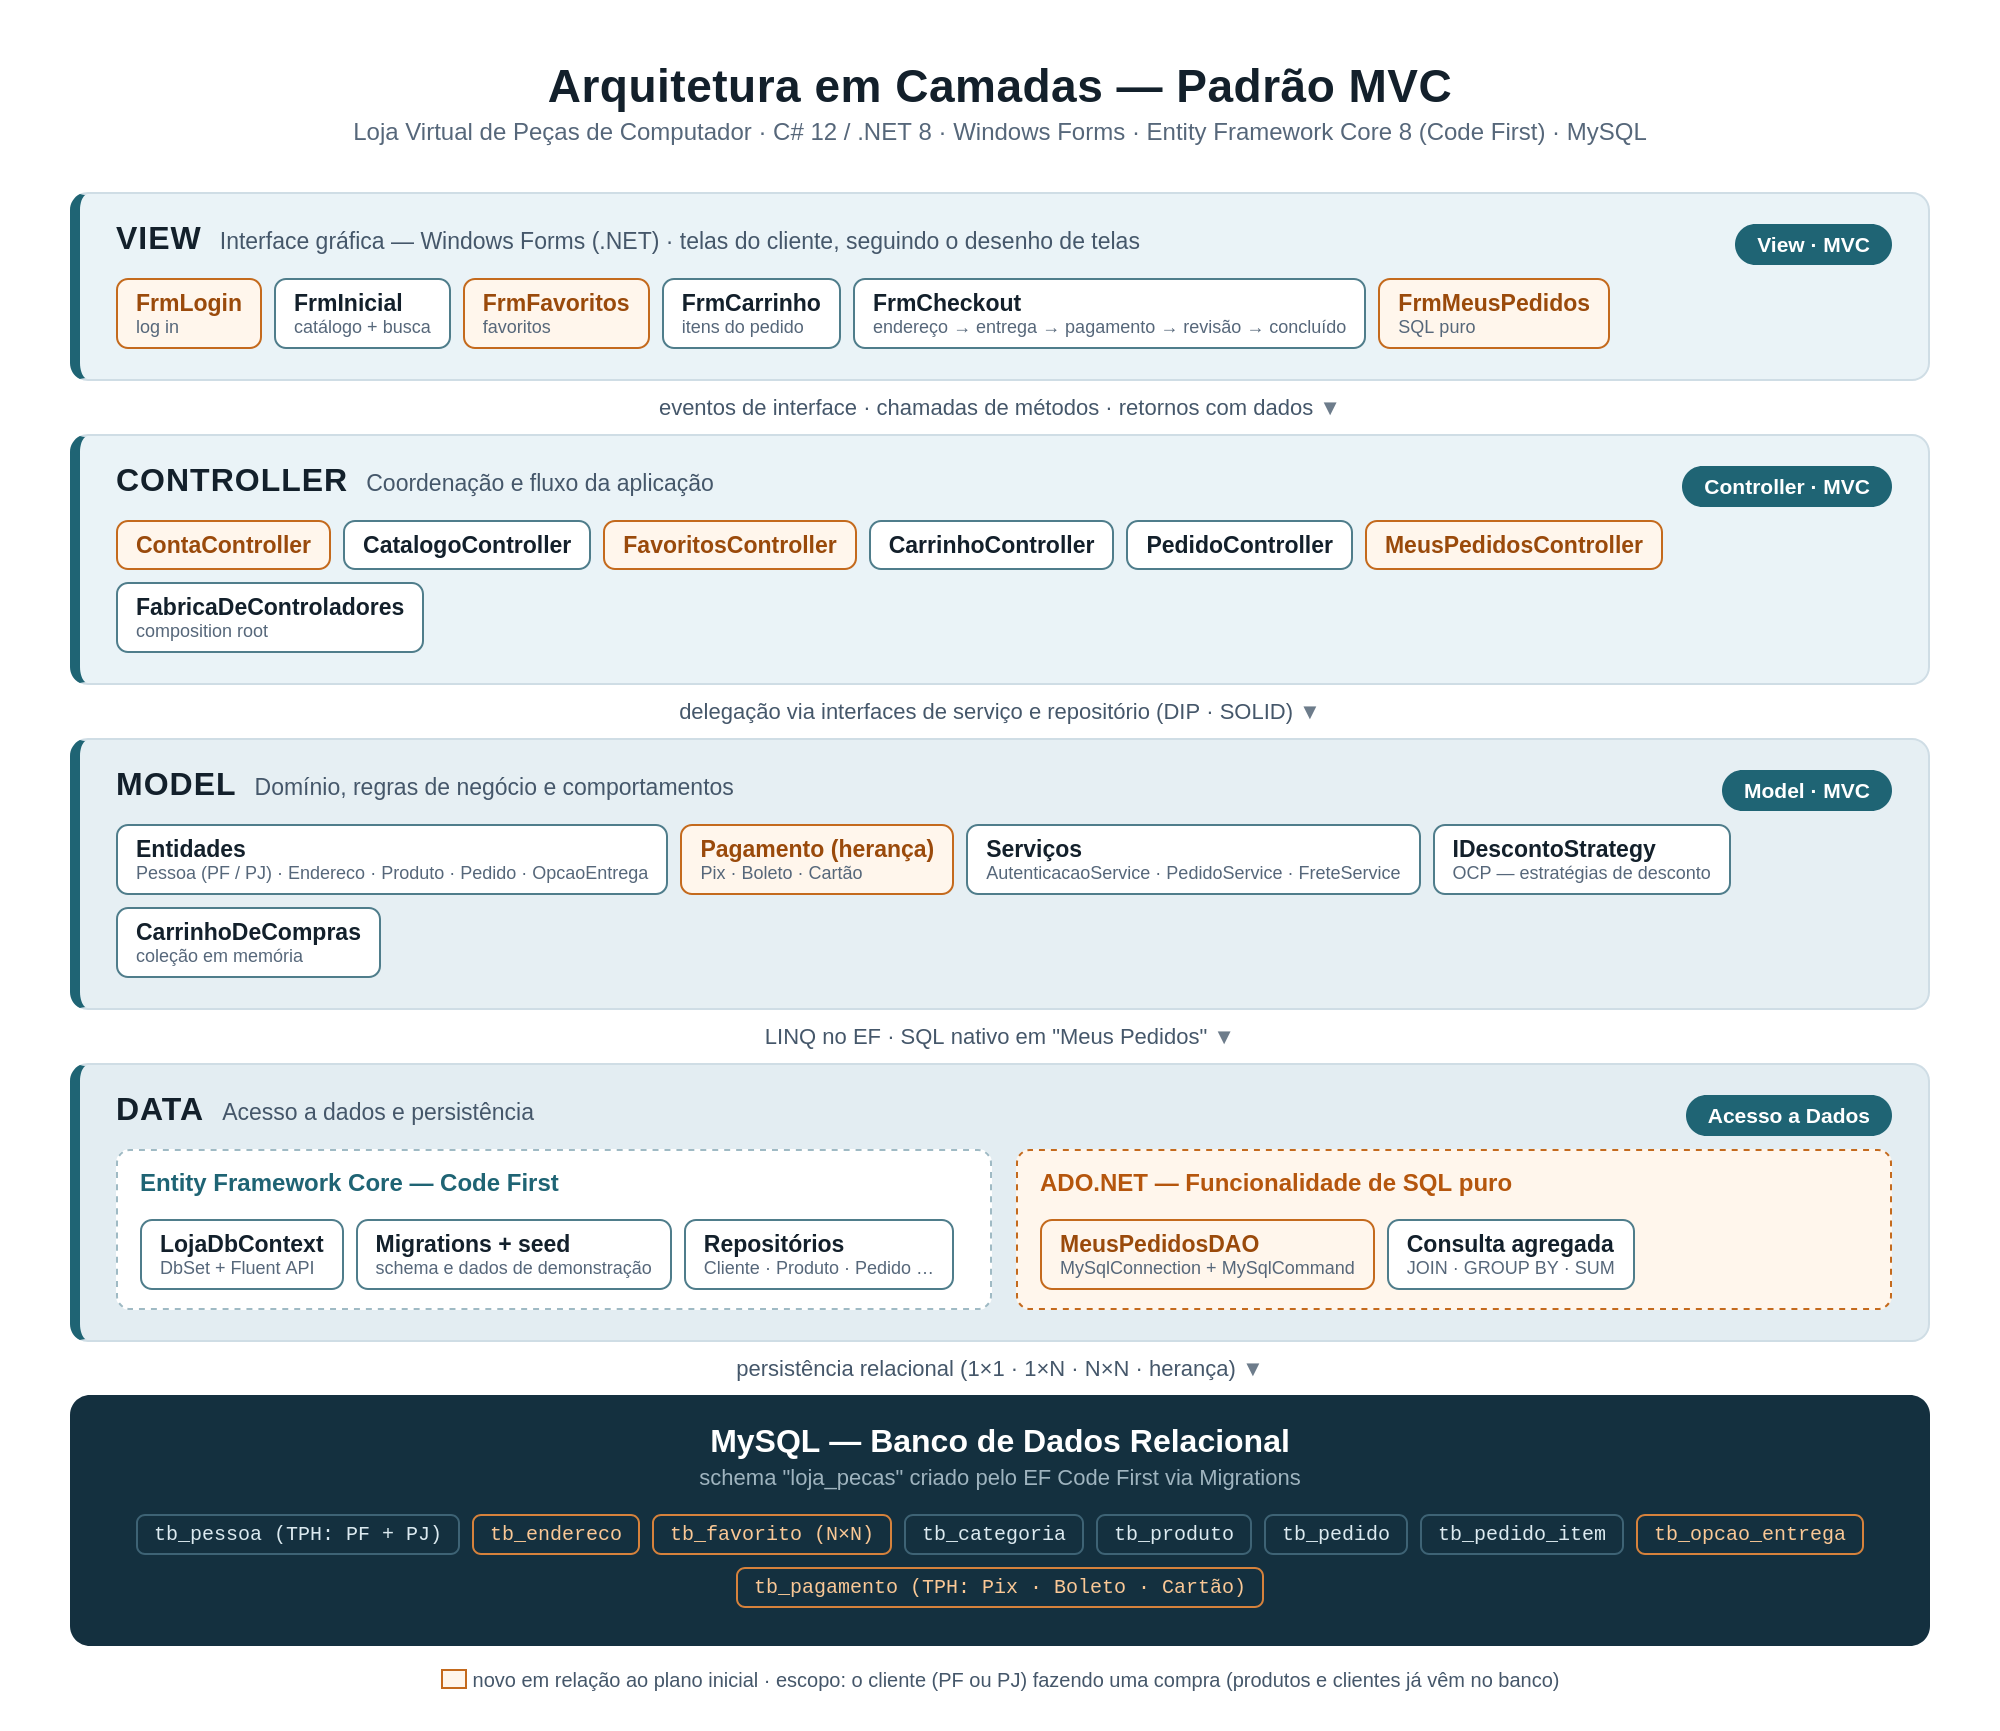 Arquitetura em Camadas — Padrão MVC
Loja Virtual de Peças de Computador · C# 12 / .NET 8 · Windows Forms · Entity Framework Core 8 (Code First) · MySQL
VIEW Interface gráfica — Windows Forms (.NET) · telas do cliente, seguindo o desenho de telas
View · MVC
FrmLogin
log in
FrmInicial
catálogo + busca
FrmFavoritos
favoritos
FrmCarrinho
itens do pedido
FrmCheckout
endereço → entrega → pagamento → revisão → concluído
FrmMeusPedidos
SQL puro
eventos de interface · chamadas de métodos · retornos com dados ▼
CONTROLLER Coordenação e fluxo da aplicação
Controller · MVC
ContaController
CatalogoController
FavoritosController
CarrinhoController
PedidoController
MeusPedidosController
FabricaDeControladores
composition root
delegação via interfaces de serviço e repositório (DIP · SOLID) ▼
MODEL Domínio, regras de negócio e comportamentos
Model · MVC
Entidades
Pessoa (PF / PJ) · Endereco · Produto · Pedido · OpcaoEntrega
Pagamento (herança)
Pix · Boleto · Cartão
Serviços
AutenticacaoService · PedidoService · FreteService
IDescontoStrategy
OCP — estratégias de desconto
CarrinhoDeCompras
coleção em memória
LINQ no EF · SQL nativo em "Meus Pedidos" ▼
DATA Acesso a dados e persistência
Acesso a Dados
Entity Framework Core — Code First
LojaDbContext
DbSet + Fluent API
Migrations + seed
schema e dados de demonstração
Repositórios
Cliente · Produto · Pedido …
ADO.NET — Funcionalidade de SQL puro
MeusPedidosDAO
MySqlConnection + MySqlCommand
Consulta agregada
JOIN · GROUP BY · SUM
persistência relacional (1×1 · 1×N · N×N · herança) ▼
MySQL — Banco de Dados Relacional
schema "loja_pecas" criado pelo EF Code First via Migrations
tb_pessoa (TPH: PF + PJ)
tb_endereco
tb_favorito (N×N)
tb_categoria
tb_produto
tb_pedido
tb_pedido_item
tb_opcao_entrega
tb_pagamento (TPH: Pix · Boleto · Cartão)
novo em relação ao plano inicial · escopo: o cliente (PF ou PJ) fazendo uma compra (produtos e clientes já vêm no banco)